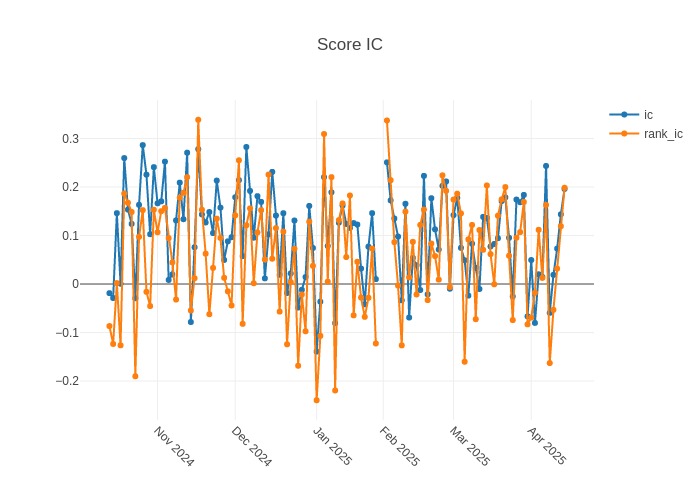 Score IC
ic
rank_ic
0.3
0.2
0.1
0
−0.1
−0.2
Nov 2024
Dec 2024
Jan 2025
Feb 2025
Mar 2025
Apr 2025